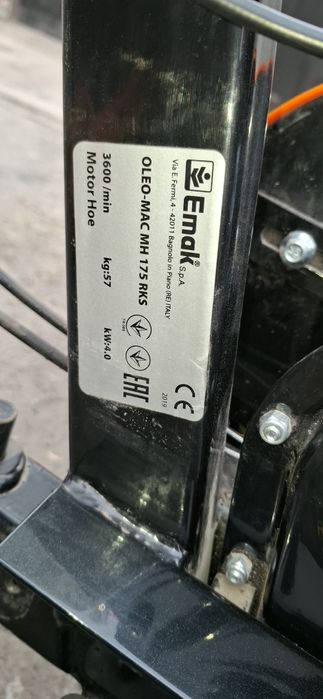 Emak® S.p.A.
Via E. Fermi, 4 - 42011 Bagnolo in Piano (RE) ITALY
OLEO-MAC MH 175 RKS
3600 /min kg:57 kW:4.0
Motor Hoe
CE
2019
EAC